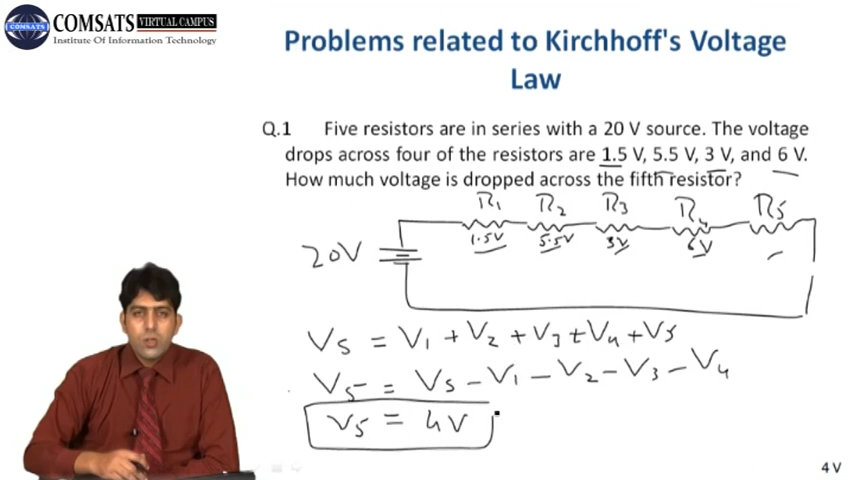 COMSATS VIRTUAL CAMPUS
Institute Of Information Technology
COMSATS
Problems related to Kirchhoff's Voltage
Law
Q.1 Five resistors are in series with a 20 V source. The voltage
drops across four of the resistors are 1.5 V, 5.5 V, 3 V, and 6 V.
How much voltage is dropped across the fifth resistor?
R1 R2 R3 R4 R5
20V
1.5V 5.5V 3V 6V
VS = V1 + V2 + V3 + V4 + V5
V5 = VS - V1 - V2 - V3 - V4
V5 = 4V
4 V